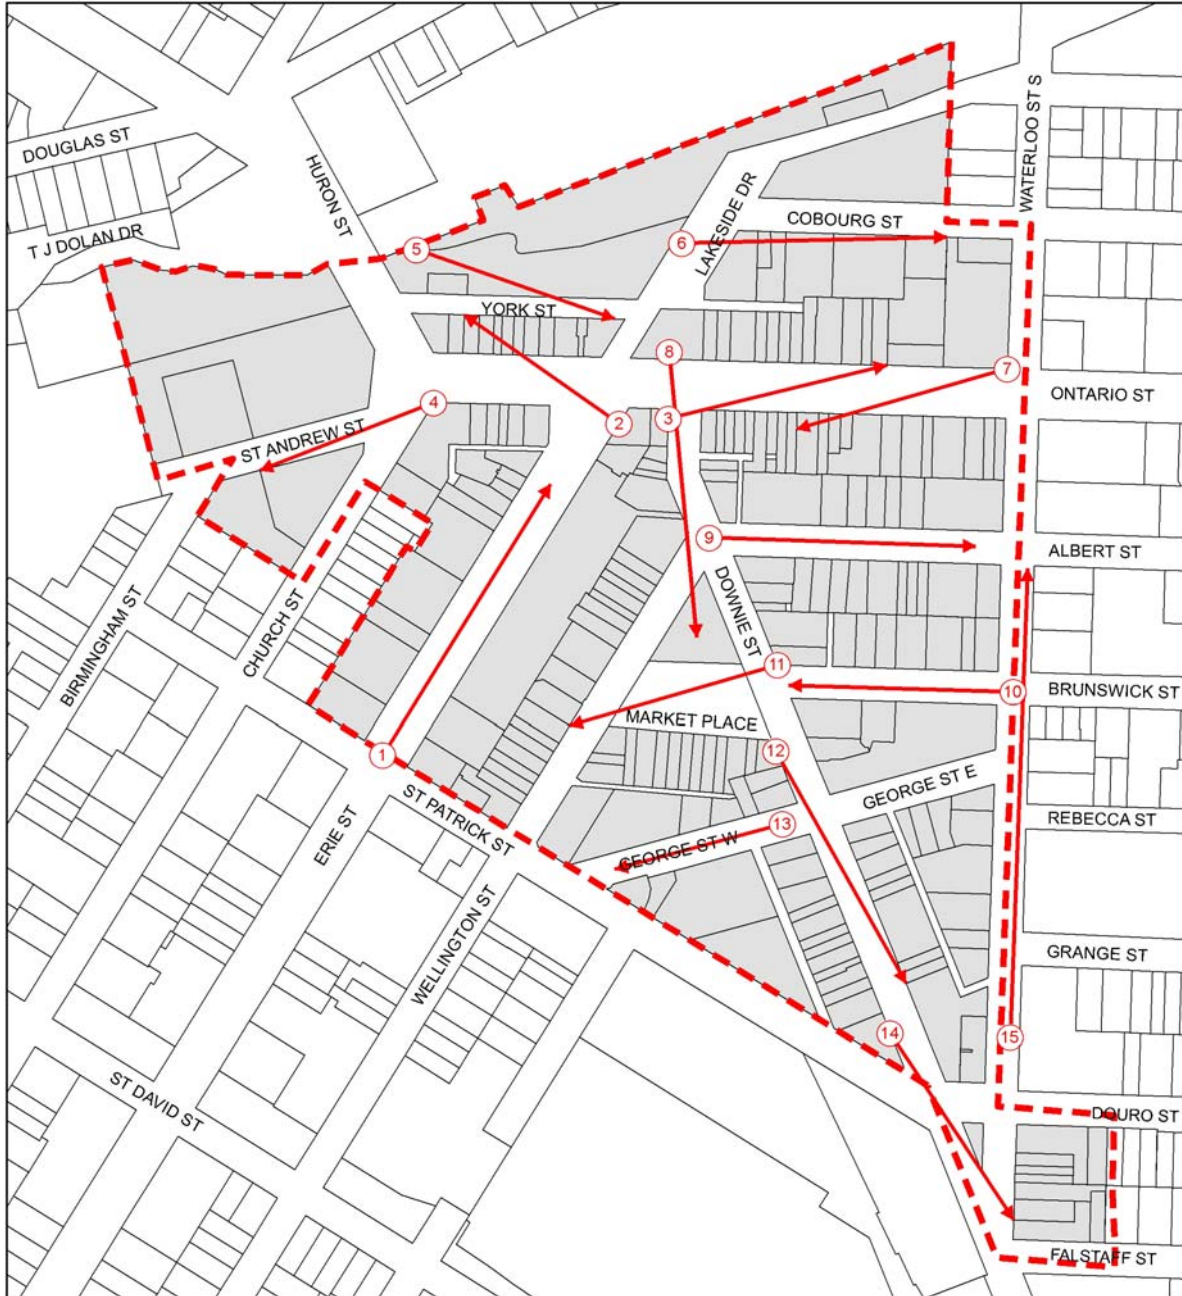 WATERLOO ST S
DOUGLAS ST
HURON ST
LAKESIDE DR
COBOURG ST
T J DOLAN DR
5
6
YORK ST
8
7
ONTARIO ST
4
2
3
ST ANDREW ST
9
ALBERT ST
DOWNIE ST
BIRMINGHAM ST
CHURCH ST
11
10
BRUNSWICK ST
MARKET PLACE
1
12
GEORGE ST E
ST PATRICK ST
ERIE ST
13
REBECCA ST
GEORGE ST W
WELLINGTON ST
GRANGE ST
14
15
ST DAVID ST
DOURO ST
FALSTAFF ST